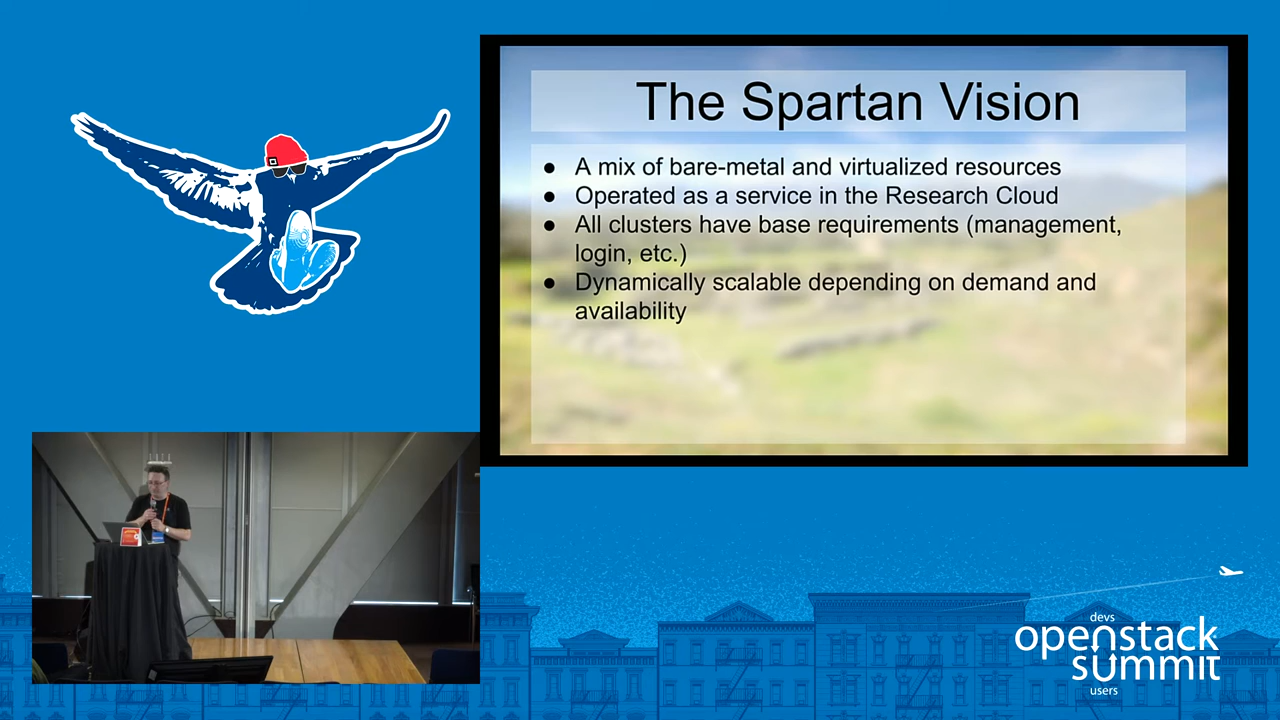 The Spartan Vision
● A mix of bare-metal and virtualized resources
● Operated as a service in the Research Cloud
● All clusters have base requirements (management,
login, etc.)
● Dynamically scalable depending on demand and
availability
devs
openstack
summit
users